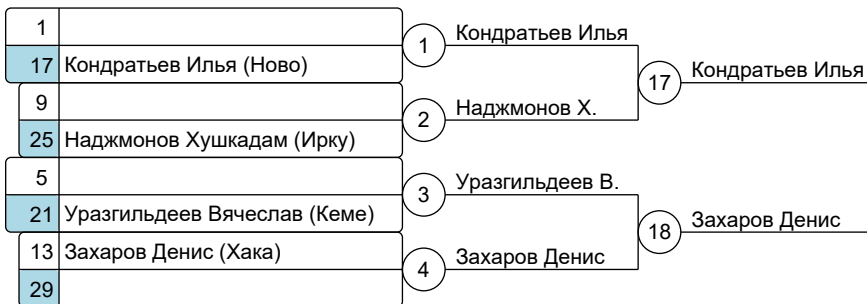 1
17 Кондратьев Илья (Ново)
9
25 Наджмонов Хушкадам (Ирку)
5
21 Уразгильдеев Вячеслав (Кеме)
13 Захаров Денис (Хака)
29
1
Кондратьев Илья
2
Наджмонов Х.
3
Уразгильдеев В.
4
Захаров Денис
17
Кондратьев Илья
18
Захаров Денис